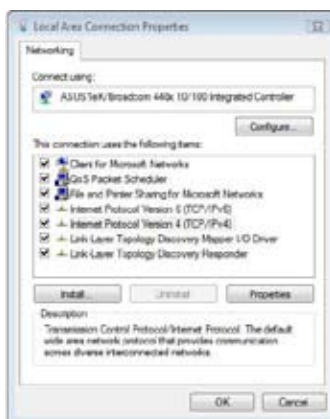 Local Area Connection Properties
Networking
Connect using:
ASUSTeK/Broadcom 440x 10/100 Integrated Controller
Configure...
This connection uses the following items:
Client for Microsoft Networks
QoS Packet Scheduler
File and Printer Sharing for Microsoft Networks
Internet Protocol Version 6 (TCP/IPv6)
Internet Protocol Version 4 (TCP/IPv4)
Link-Layer Topology Discovery Mapper I/O Driver
Link-Layer Topology Discovery Responder
Install...
Uninstall
Properties
Description
Transmission Control Protocol/Internet Protocol. The default
wide area network protocol that provides communication
across diverse interconnected networks.
OK
Cancel